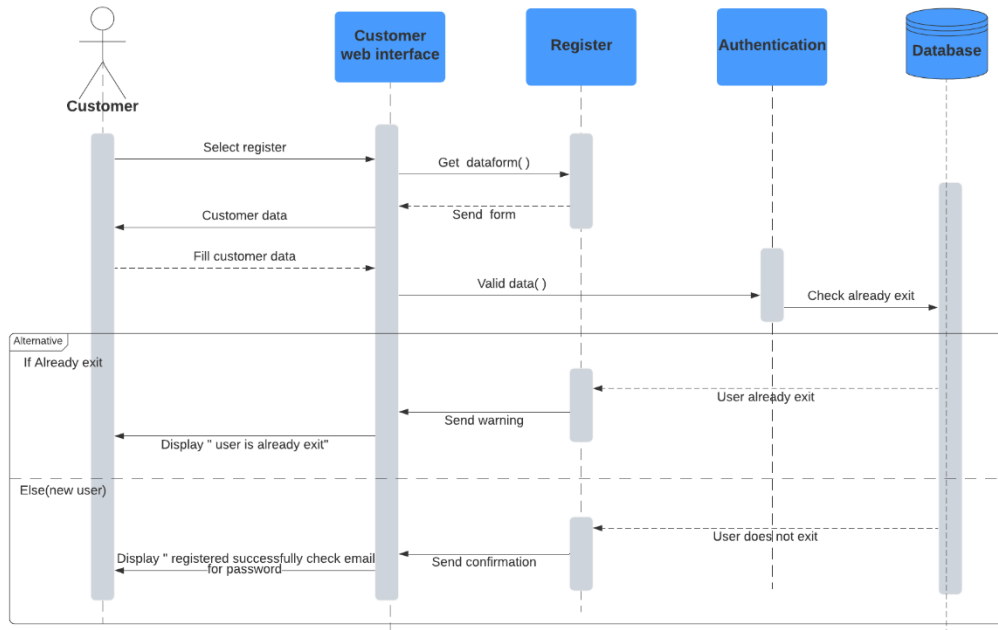 Customer
Customer
web interface
Register
Authentication
Database
Select register
Get dataform( )
Send form
Customer data
Fill customer data
Valid data( )
Check already exit
Alternative
If Already exit
User already exit
Send warning
Display " user is already exit"
Else(new user)
User does not exit
Send confirmation
Display " registered successfully check email
for password